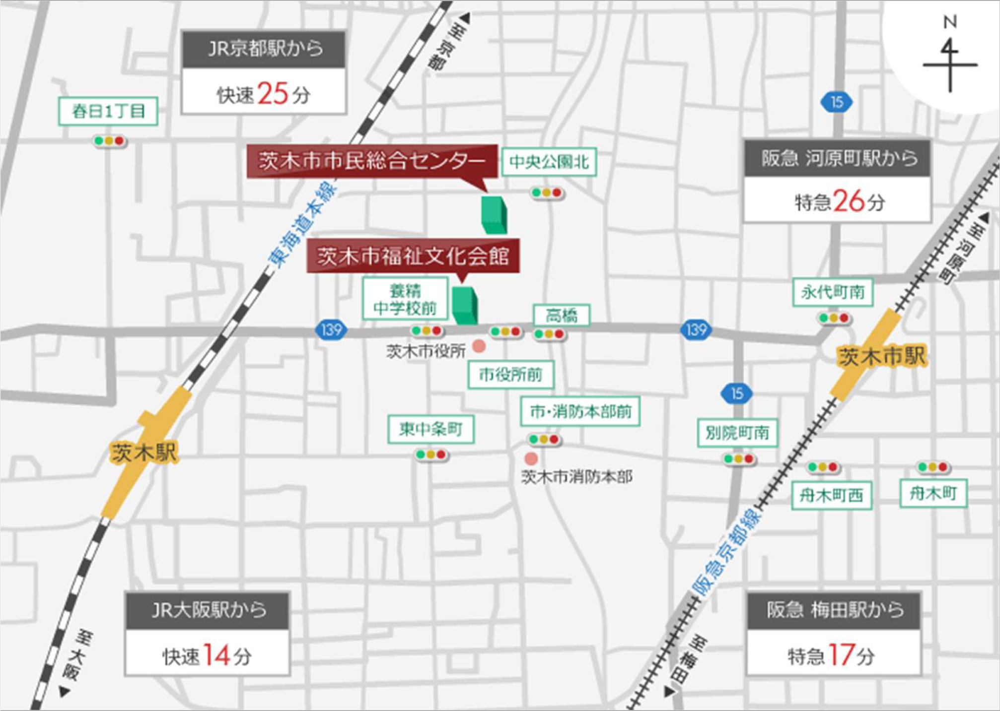 N
至京都
JR京都駅から
快速25分
春日1丁目
15
阪急 河原町駅から
特急26分
茨木市市民総合センター
中央公園北
東海道本線
至河原町
茨木市福祉文化会館
養精
中学校前
高橋
永代町南
139
139
茨木市役所
市役所前
茨木市駅
15
市・消防本部前
東中条町
別院町南
茨木駅
茨木市消防本部
舟木町西
舟木町
阪急京都線
JR大阪駅から
快速14分
至大阪
阪急 梅田駅から
特急17分
至梅田